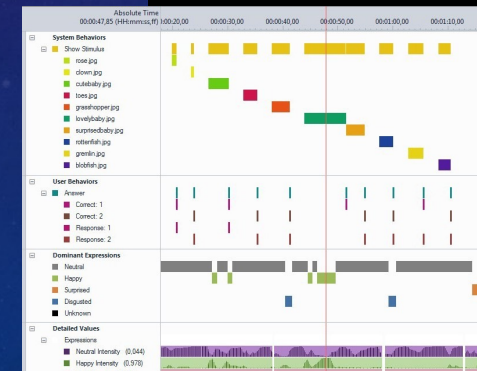 Absolute Time
00:00:47,85 (HH:mm:ss,ff) 00:00:20,00 00:00:30,00 00:00:40,00 00:00:50,00 00:01:00,00 00:01:10,00
System Behaviors
Show Stimulus
rose.jpg
clown.jpg
cutebaby.jpg
toes.jpg
grasshopper.jpg
lovelybaby.jpg
surprisedbaby.jpg
rottenfish.jpg
gremlin.jpg
blobfish.jpg
User Behaviors
Answer
Correct: 1
Correct: 2
Response: 1
Response: 2
Dominant Expressions
Neutral
Happy
Surprised
Disgusted
Unknown
Detailed Values
Expressions
Neutral Intensity (0,044)
Happy Intensity (0,978)